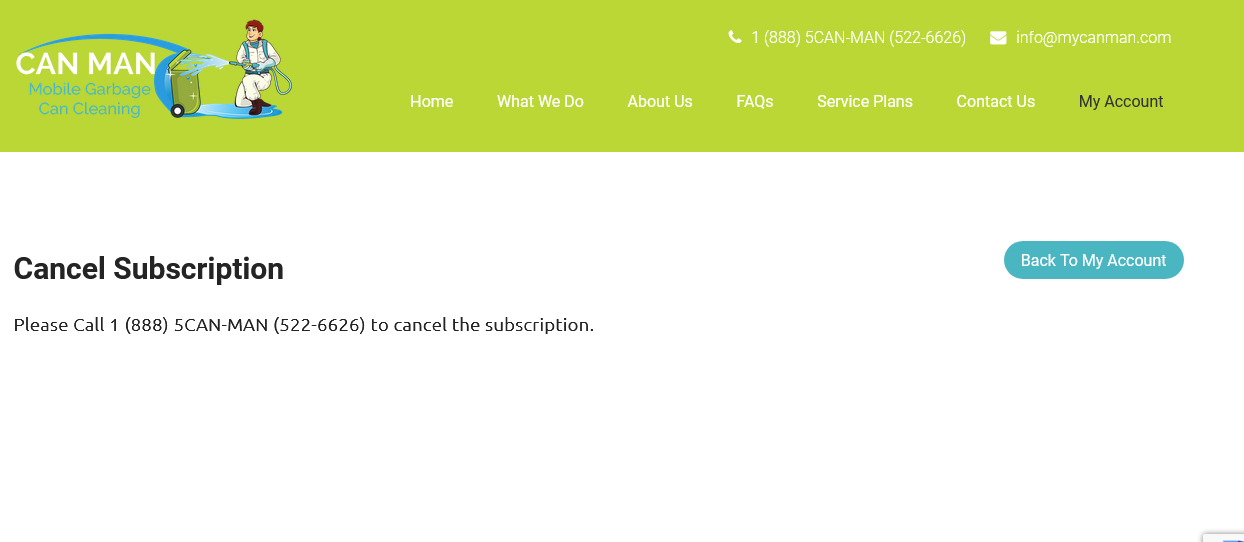 CAN MAN
Mobile Garbage
Can Cleaning
1 (888) 5CAN-MAN (522-6626)
info@mycanman.com
Home
What We Do
About Us
FAQs
Service Plans
Contact Us
My Account
Cancel Subscription
Back To My Account
Please Call 1 (888) 5CAN-MAN (522-6626) to cancel the subscription.